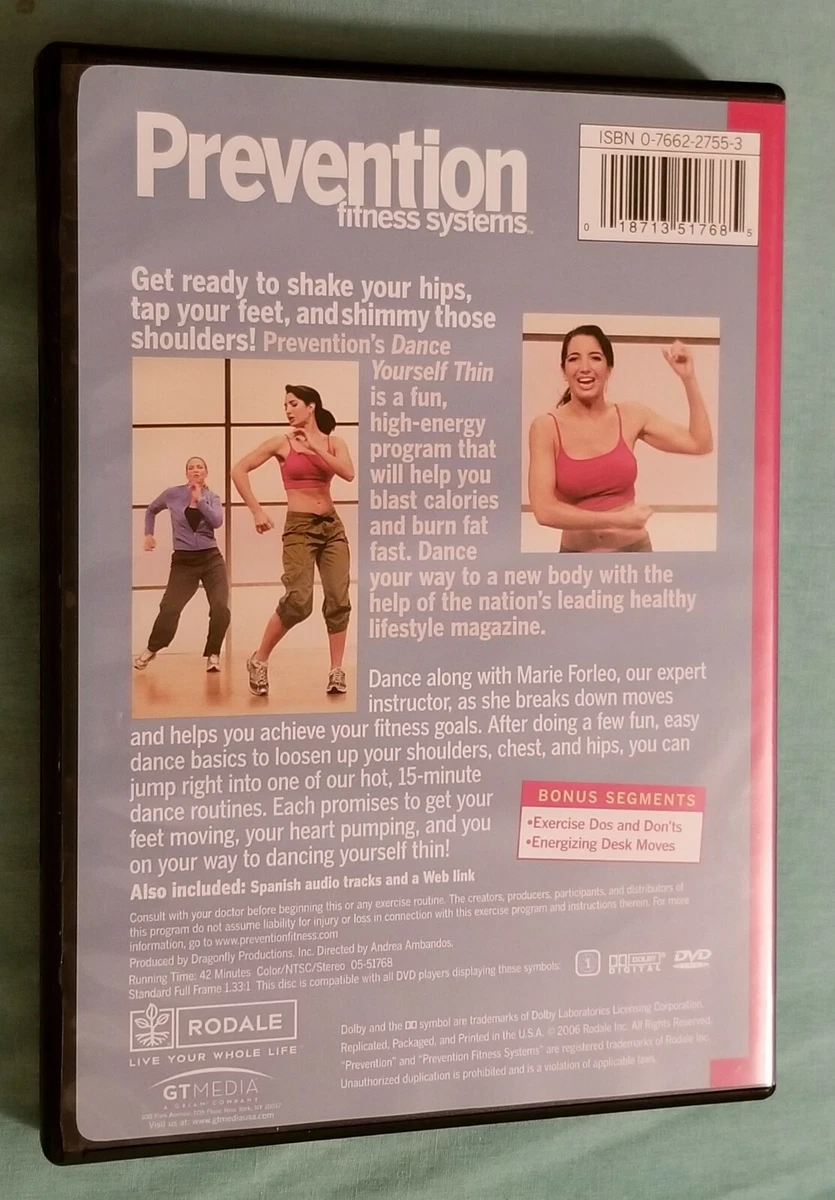 Prevention
fitness systems™
ISBN 0-7662-2755-3
0 18713 51768 5
Get ready to shake your hips,
tap your feet, and shimmy those
shoulders! Prevention's Dance
Yourself Thin
is a fun,
high-energy
program that
will help you
blast calories
and burn fat
fast. Dance
your way to a new body with the
help of the nation's leading healthy
lifestyle magazine.
Dance along with Marie Forleo, our expert
instructor, as she breaks down moves
and helps you achieve your fitness goals. After doing a few fun, easy
dance basics to loosen up your shoulders, chest, and hips, you can
jump right into one of our hot, 15-minute
dance routines. Each promises to get your
feet moving, your heart pumping, and you
on your way to dancing yourself thin!
BONUS SEGMENTS
•Exercise Dos and Don'ts
•Energizing Desk Moves
Also included: Spanish audio tracks and a Web link
Consult with your doctor before beginning this or any exercise routine. The creators, producers, participants, and distributors of
this program do not assume liability for injury or loss in connection with this exercise program and instructions therein. For more
information, go to www.preventionfitness.com
Produced by Dragonfly Productions, Inc. Directed by Andrea Ambandos.
Running Time: 42 Minutes Color/NTSC/Stereo 05-51768
Standard Full Frame 1.33:1 This disc is compatible with all DVD players displaying these symbols:
1
DOLBY
DIGITAL
DVD
RODALE
LIVE YOUR WHOLE LIFE™
GTMEDIA
A GAIAM COMPANY
New York, NY
Visit us at: www.gtmediausa.com
Dolby and the symbol are trademarks of Dolby Laboratories Licensing Corporation.
Replicated, Packaged, and Printed in the U.S.A. © 2006 Rodale Inc. All Rights Reserved.
"Prevention" and "Prevention Fitness Systems" are registered trademarks of Rodale Inc.
Unauthorized duplication is prohibited and is a violation of applicable laws.